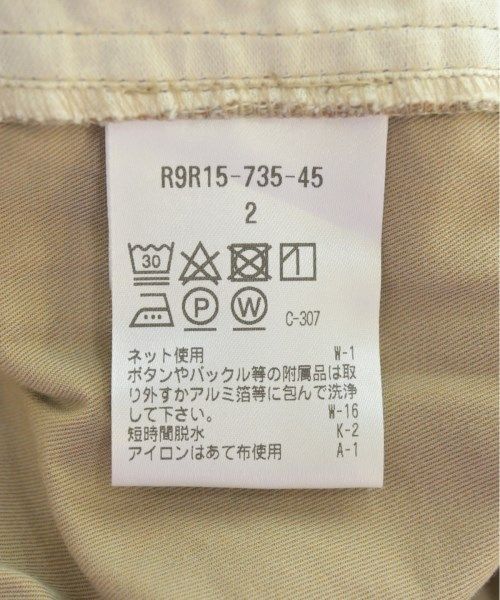 R9R15-735-45
2
30
P W C-307
ネット使用 W-1
ボタンやバックル等の附属品は取
り外すかアルミ箔等に包んで洗浄
して下さい。 W-16
短時間脱水 K-2
アイロンはあて布使用 A-1